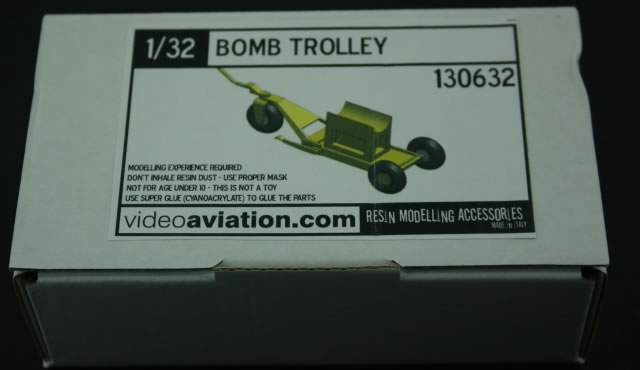 1/32 BOMB TROLLEY
130632
MODELLING EXPERIENCE REQUIRED
DON'T INHALE RESIN DUST - USE PROPER MASK
NOT FOR AGE UNDER 10 - THIS IS NOT A TOY
USE SUPER GLUE (CYANOACRYLATE) TO GLUE THE PARTS
videoaviation.com RESIN MODELLING ACCESSORIES
MADE IN ITALY